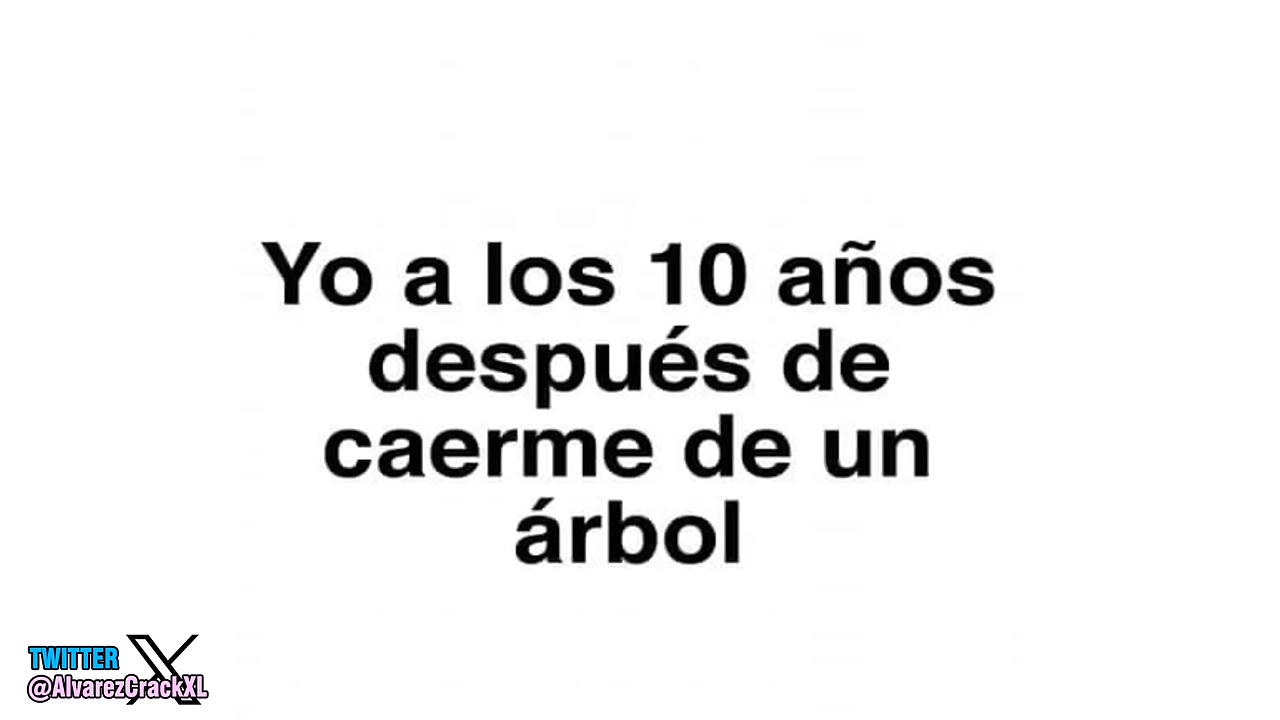 Yo a los 10 años
después de
caerme de un
árbol
TWITTER
@AlvarezCrackXL